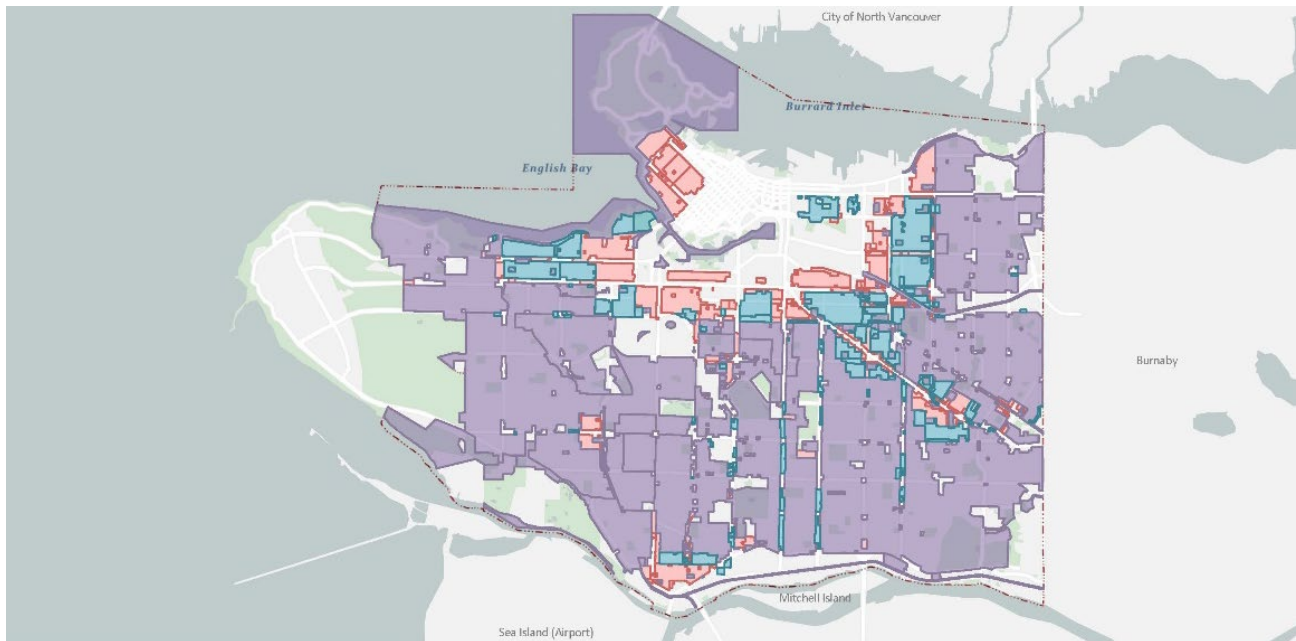 City of North Vancouver
Burrard Inlet
English Bay
Burnaby
Mitchell Island
Sea Island (Airport)